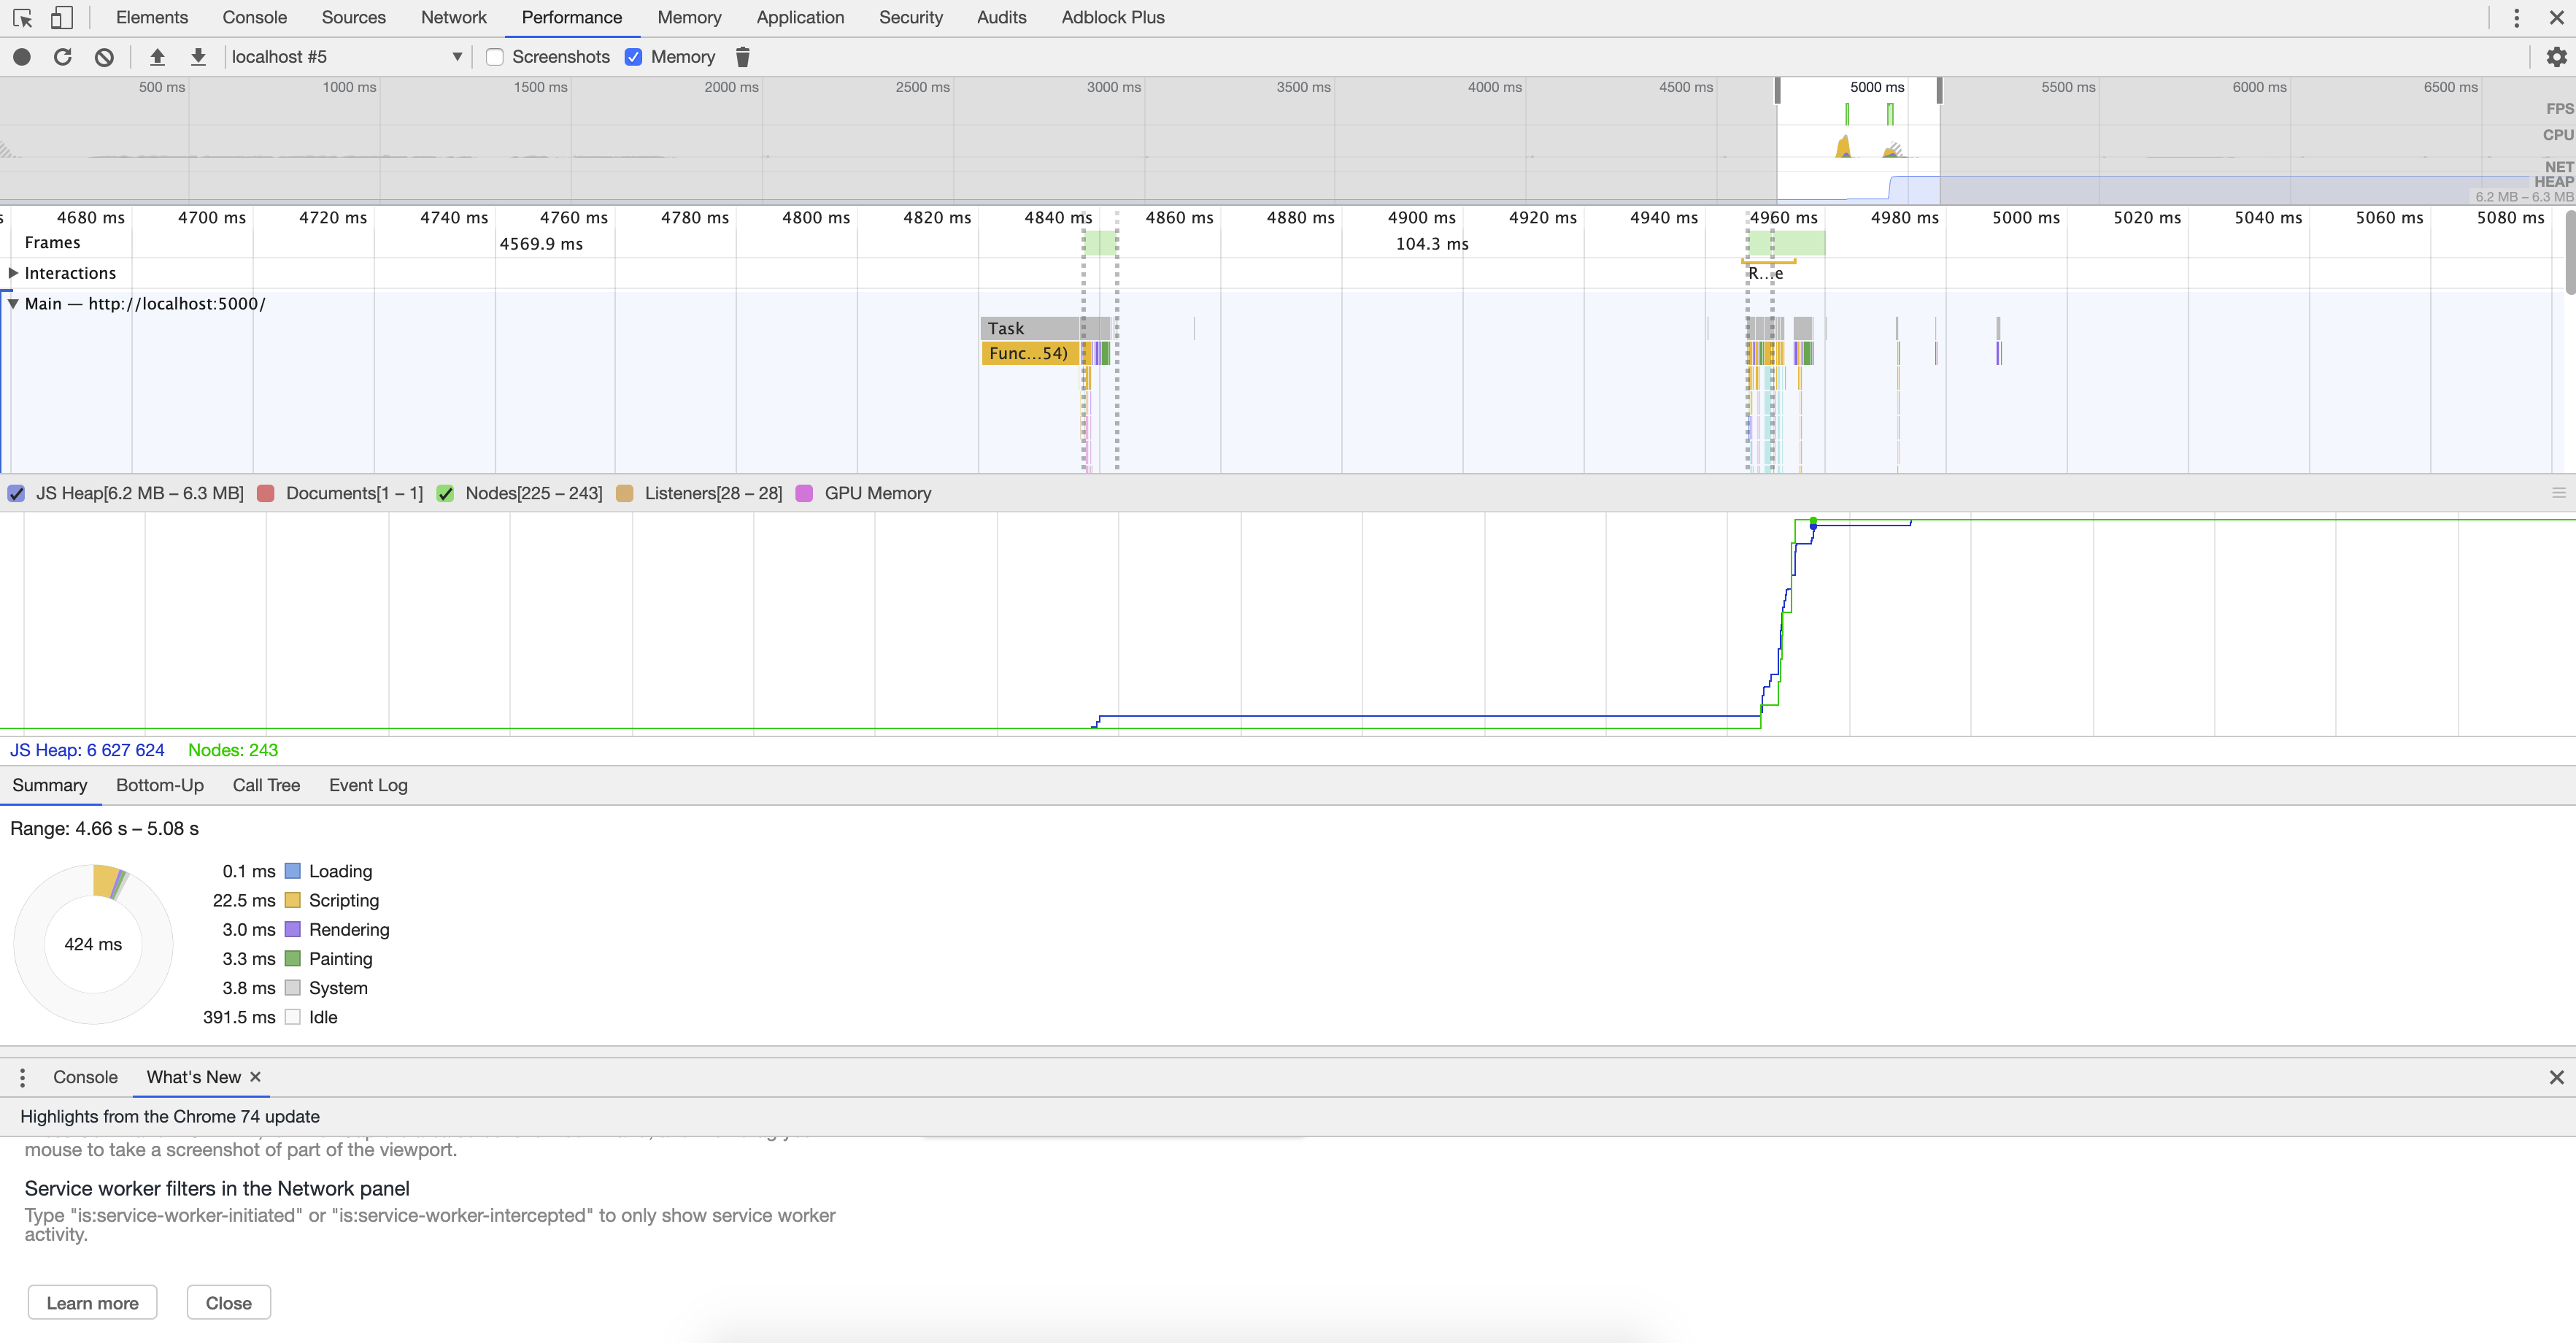 Elements Console Sources Network Performance Memory Application Security Audits Adblock Plus
localhost #5 Screenshots Memory
500 ms 1000 ms 1500 ms 2000 ms 2500 ms 3000 ms 3500 ms 4000 ms 4500 ms 5000 ms 5500 ms 6000 ms 6500 ms
FPS
CPU
NET
HEAP
6.2 MB – 6.3 MB
s 4680 ms 4700 ms 4720 ms 4740 ms 4760 ms 4780 ms 4800 ms 4820 ms 4840 ms 4860 ms 4880 ms 4900 ms 4920 ms 4940 ms 4960 ms 4980 ms 5000 ms 5020 ms 5040 ms 5060 ms 5080 ms
Frames 4569.9 ms 104.3 ms
Interactions R...e
Main — http://localhost:5000/
Task
Func...54)
JS Heap[6.2 MB – 6.3 MB] Documents[1 – 1] Nodes[225 – 243] Listeners[28 – 28] GPU Memory
JS Heap: 6 627 624 Nodes: 243
Summary Bottom-Up Call Tree Event Log
Range: 4.66 s – 5.08 s
424 ms
0.1 ms Loading
22.5 ms Scripting
3.0 ms Rendering
3.3 ms Painting
3.8 ms System
391.5 ms Idle
Console What's New ×
Highlights from the Chrome 74 update
mouse to take a screenshot of part of the viewport.
Service worker filters in the Network panel
Type "is:service-worker-initiated" or "is:service-worker-intercepted" to only show service worker
activity.
Learn more Close